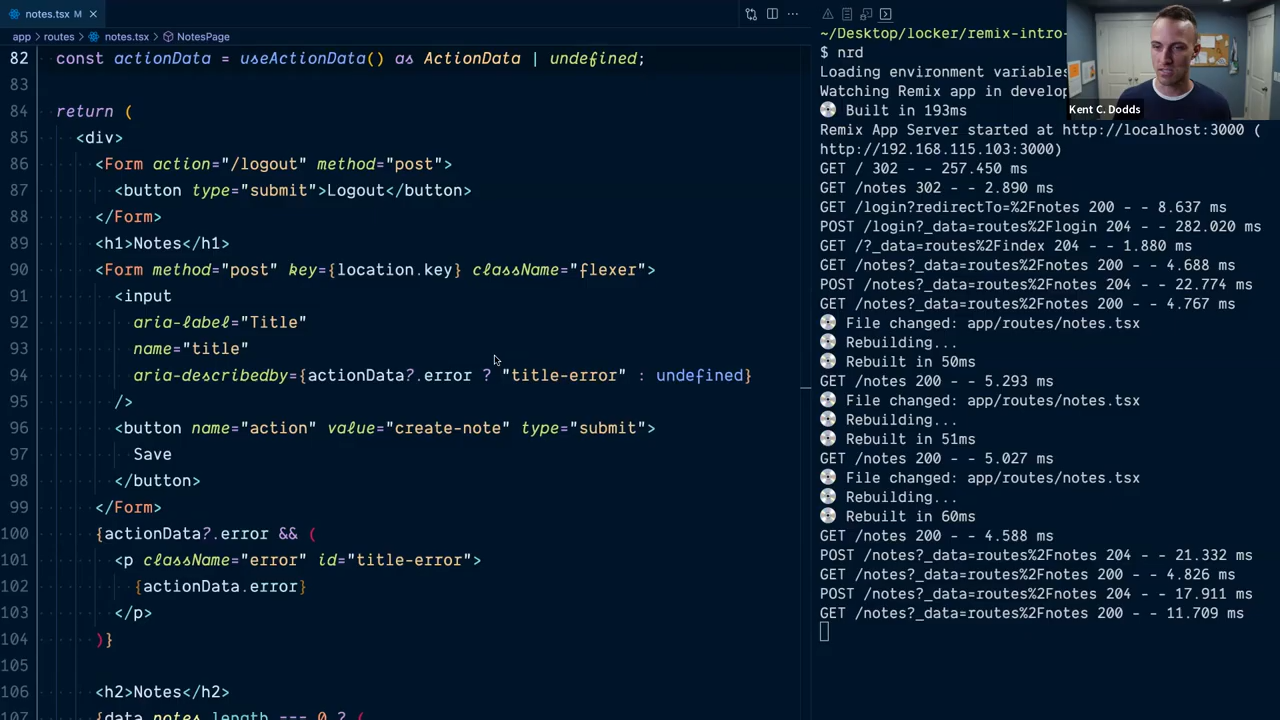 notes.tsx M
app > routes > notes.tsx > NotesPage
82 const actionData = useActionData() as ActionData | undefined;
83
84 return (
85 <div>
86 <Form action="/logout" method="post">
87 <button type="submit">Logout</button>
88 </Form>
89 <h1>Notes</h1>
90 <Form method="post" key={location.key} className="flexer">
91 <input
92 aria-label="Title"
93 name="title"
94 aria-describedby={actionData?.error ? "title-error" : undefined}
95 />
96 <button name="action" value="create-note" type="submit">
97 Save
98 </button>
99 </Form>
100 {actionData?.error && (
101 <p className="error" id="title-error">
102 {actionData.error}
103 </p>
104 )}
105
106 <h2>Notes</h2>
107 {data.notes.length === 0 ? (
~/Desktop/locker/remix-intro-
$ nrd
Loading environment variables
Watching Remix app in develop
Built in 193ms
Remix App Server started at http://localhost:3000 (
http://192.168.115.103:3000)
GET / 302 - - 257.450 ms
GET /notes 302 - - 2.890 ms
GET /login?redirectTo=%2Fnotes 200 - - 8.637 ms
POST /login?_data=routes%2Flogin 204 - - 282.020 ms
GET /?_data=routes%2Findex 204 - - 1.880 ms
GET /notes?_data=routes%2Fnotes 200 - - 4.688 ms
POST /notes?_data=routes%2Fnotes 204 - - 22.774 ms
GET /notes?_data=routes%2Fnotes 200 - - 4.767 ms
File changed: app/routes/notes.tsx
Rebuilding...
Rebuilt in 50ms
GET /notes 200 - - 5.293 ms
File changed: app/routes/notes.tsx
Rebuilding...
Rebuilt in 51ms
GET /notes 200 - - 5.027 ms
File changed: app/routes/notes.tsx
Rebuilding...
Rebuilt in 60ms
GET /notes 200 - - 4.588 ms
POST /notes?_data=routes%2Fnotes 204 - - 21.332 ms
GET /notes?_data=routes%2Fnotes 200 - - 4.826 ms
POST /notes?_data=routes%2Fnotes 204 - - 17.911 ms
GET /notes?_data=routes%2Fnotes 200 - - 11.709 ms
Kent C. Dodds